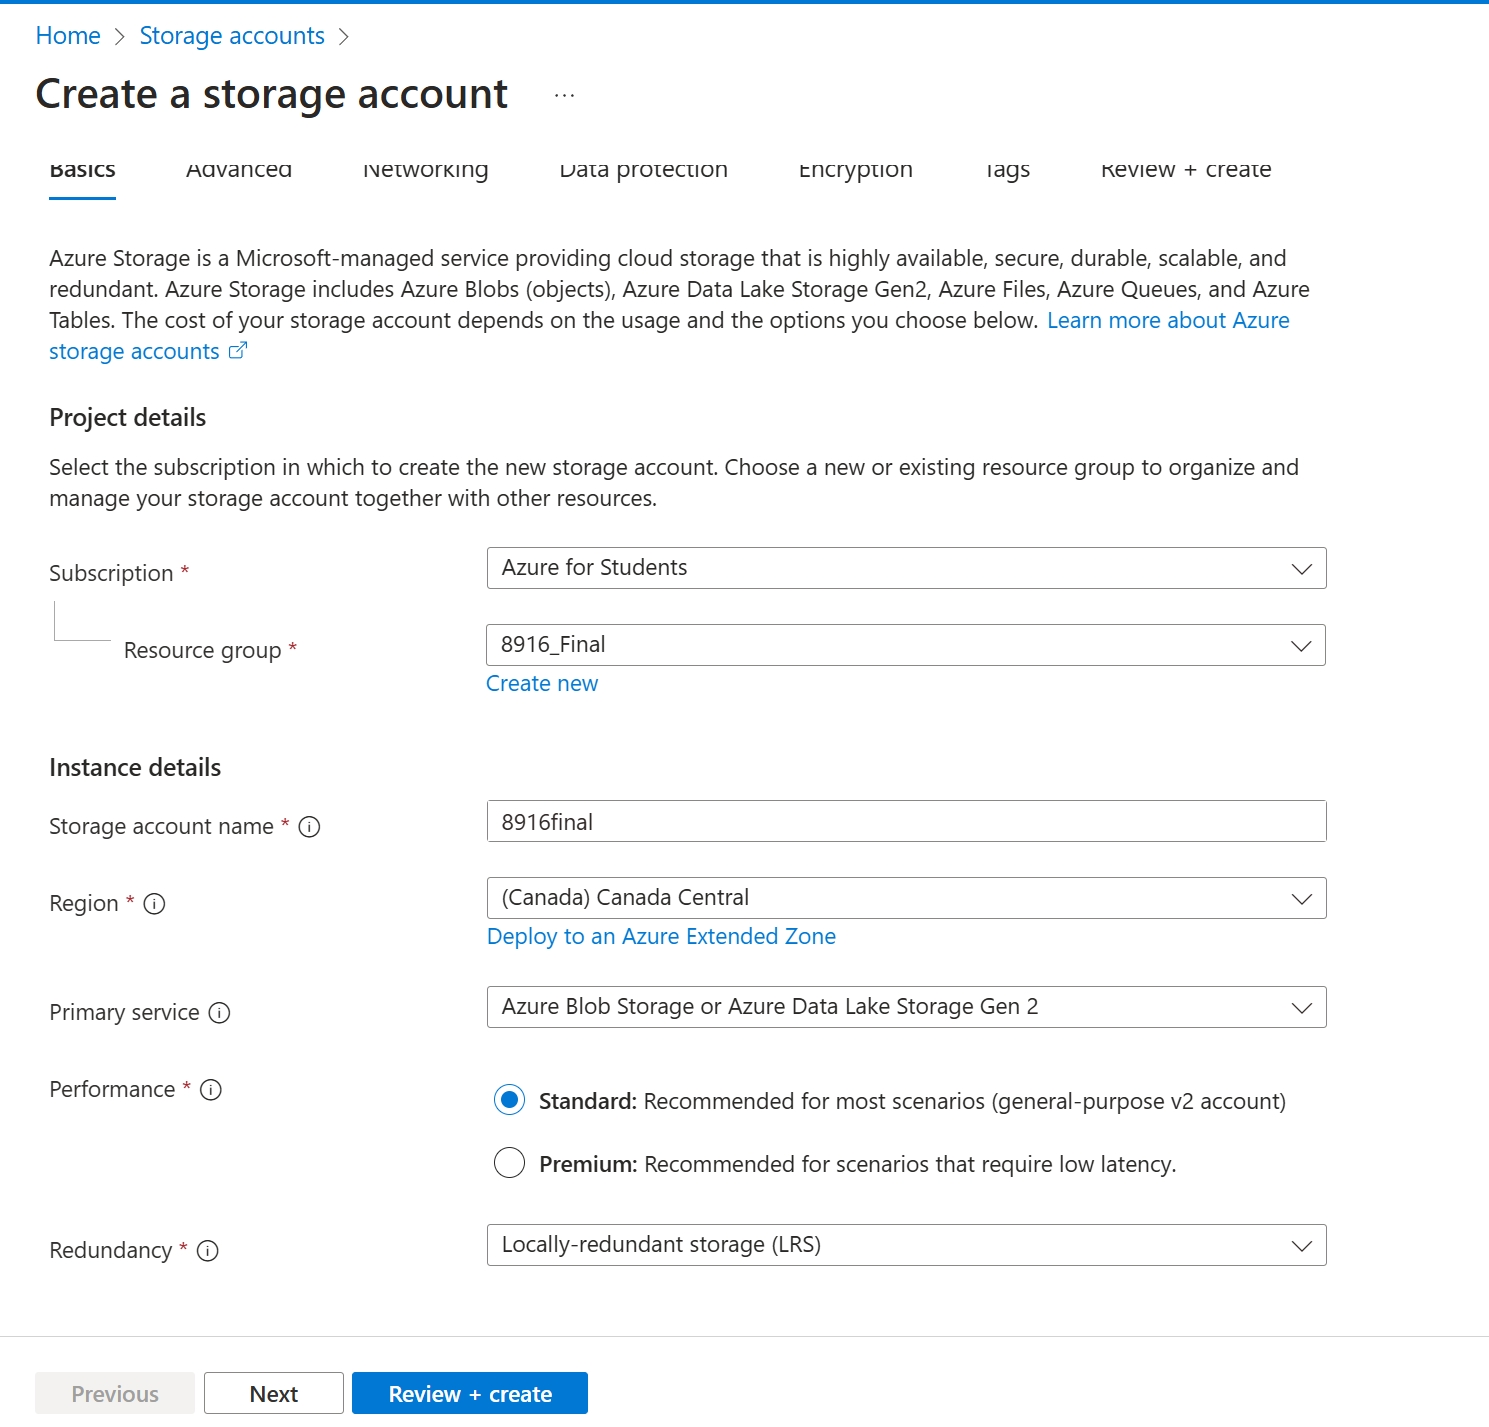 Home > Storage accounts >
Create a storage account ...
Basics Advanced Networking Data protection Encryption Tags Review + create
Azure Storage is a Microsoft-managed service providing cloud storage that is highly available, secure, durable, scalable, and
redundant. Azure Storage includes Azure Blobs (objects), Azure Data Lake Storage Gen2, Azure Files, Azure Queues, and Azure
Tables. The cost of your storage account depends on the usage and the options you choose below. Learn more about Azure
storage accounts
Project details
Select the subscription in which to create the new storage account. Choose a new or existing resource group to organize and
manage your storage account together with other resources.
Subscription * Azure for Students
Resource group * 8916_Final
Create new
Instance details
Storage account name * 8916final
Region * (Canada) Canada Central
Deploy to an Azure Extended Zone
Primary service Azure Blob Storage or Azure Data Lake Storage Gen 2
Performance * Standard: Recommended for most scenarios (general-purpose v2 account)
Premium: Recommended for scenarios that require low latency.
Redundancy * Locally-redundant storage (LRS)
Previous Next Review + create